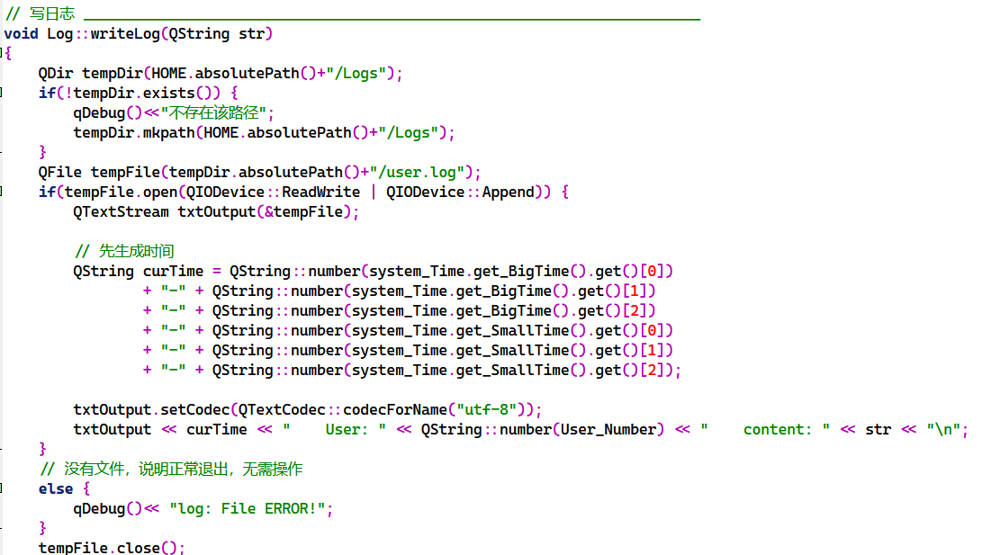 // 写日志 ________________________________________________________________________
void Log::writeLog(QString str)
{
    QDir tempDir(HOME.absolutePath()+"/Logs");
    if(!tempDir.exists()) {
        qDebug()<<"不存在该路径";
        tempDir.mkpath(HOME.absolutePath()+"/Logs");
    }
    QFile tempFile(tempDir.absolutePath()+"/user.log");
    if(tempFile.open(QIODevice::ReadWrite | QIODevice::Append)) {
        QTextStream txtOutput(&tempFile);
        // 先生成时间
        QString curTime = QString::number(system_Time.get_BigTime().get()[0])
                + "-" + QString::number(system_Time.get_BigTime().get()[1])
                + "-" + QString::number(system_Time.get_BigTime().get()[2])
                + "-" + QString::number(system_Time.get_SmallTime().get()[0])
                + "-" + QString::number(system_Time.get_SmallTime().get()[1])
                + "-" + QString::number(system_Time.get_SmallTime().get()[2]);
        txtOutput.setCodec(QTextCodec::codecForName("utf-8"));
        txtOutput << curTime << "    User: " << QString::number(User_Number) << "    content: " << str << "\n";
    }
    // 没有文件，说明正常退出，无需操作
    else {
        qDebug()<< "log: File ERROR!";
    }
    tempFile.close();